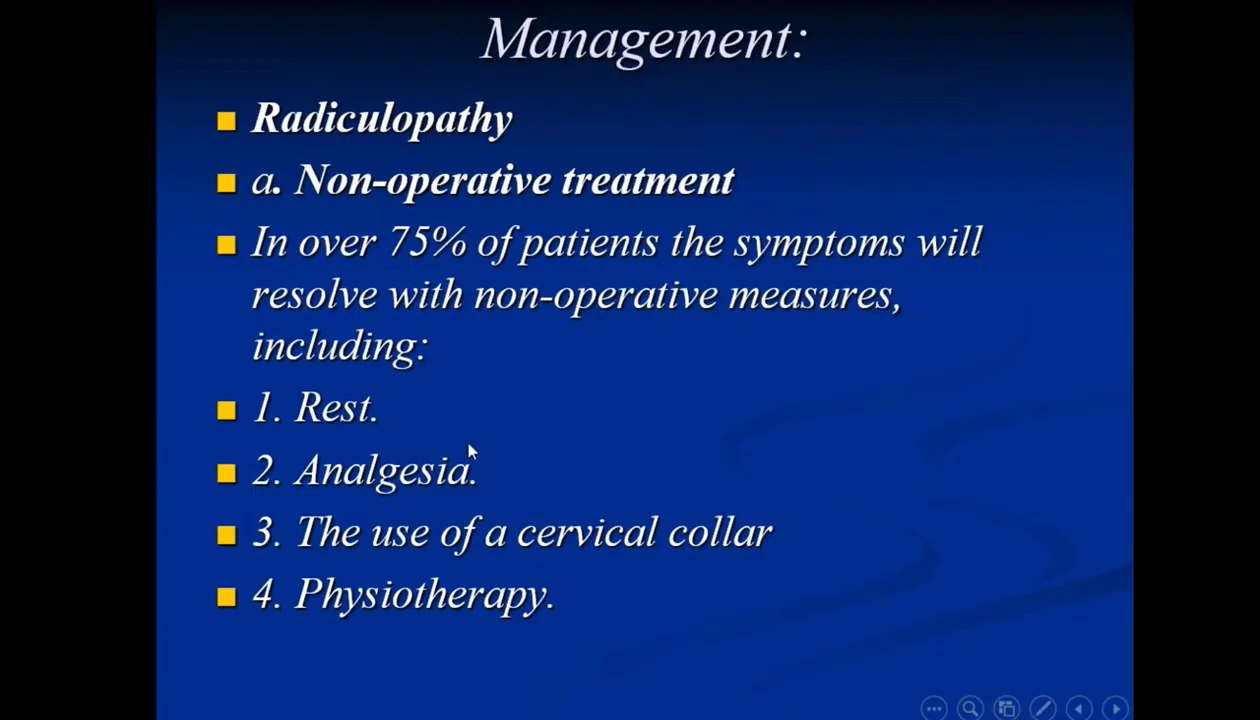 Management:
Radiculopathy
a. Non-operative treatment
In over 75% of patients the symptoms will
resolve with non-operative measures,
including:
1. Rest.
2. Analgesia.
3. The use of a cervical collar
4. Physiotherapy.